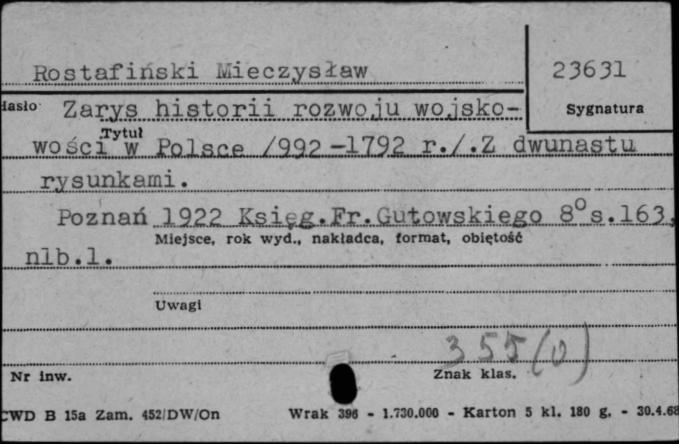 Rostafiński Mieczysław
23631
Hasło
Sygnatura
Zarys historii rozwoju wojsko-
Tytuł
wości w Polsce /992-1792 r./.Z dwunastu
rysunkami.
Poznań 1922 Księg.Fr.Gutowskiego 8° s.163,
Miejsce, rok wyd., nakładca, format, objętość
nlb.1.
Uwagi
355(0)
Nr inw.
Znak klas.
CWD B 15a Zam. 452/DW/On Wrak 396 - 1.730.000 - Karton 5 kl. 180 g. - 30.4.68